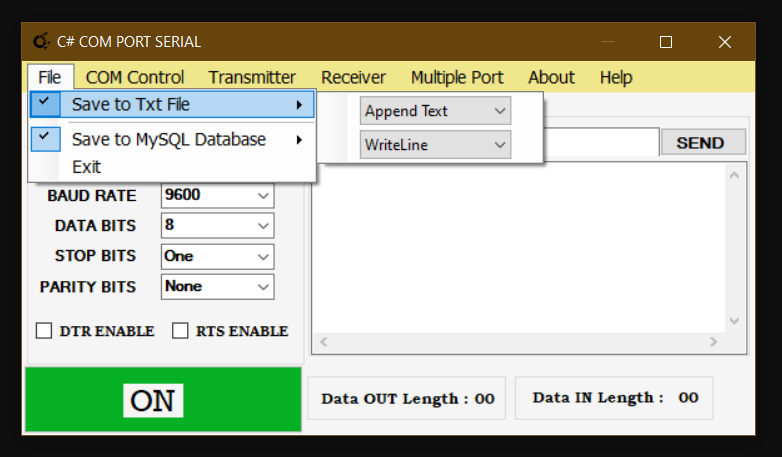 C# COM PORT SERIAL
File COM Control Transmitter Receiver Multiple Port About Help
Save to Txt File
Append Text
Save to MySQL Database
WriteLine
SEND
Exit
BAUD RATE 9600
DATA BITS 8
STOP BITS One
PARITY BITS None
DTR ENABLE RTS ENABLE
ON
Data OUT Length : 00
Data IN Length : 00